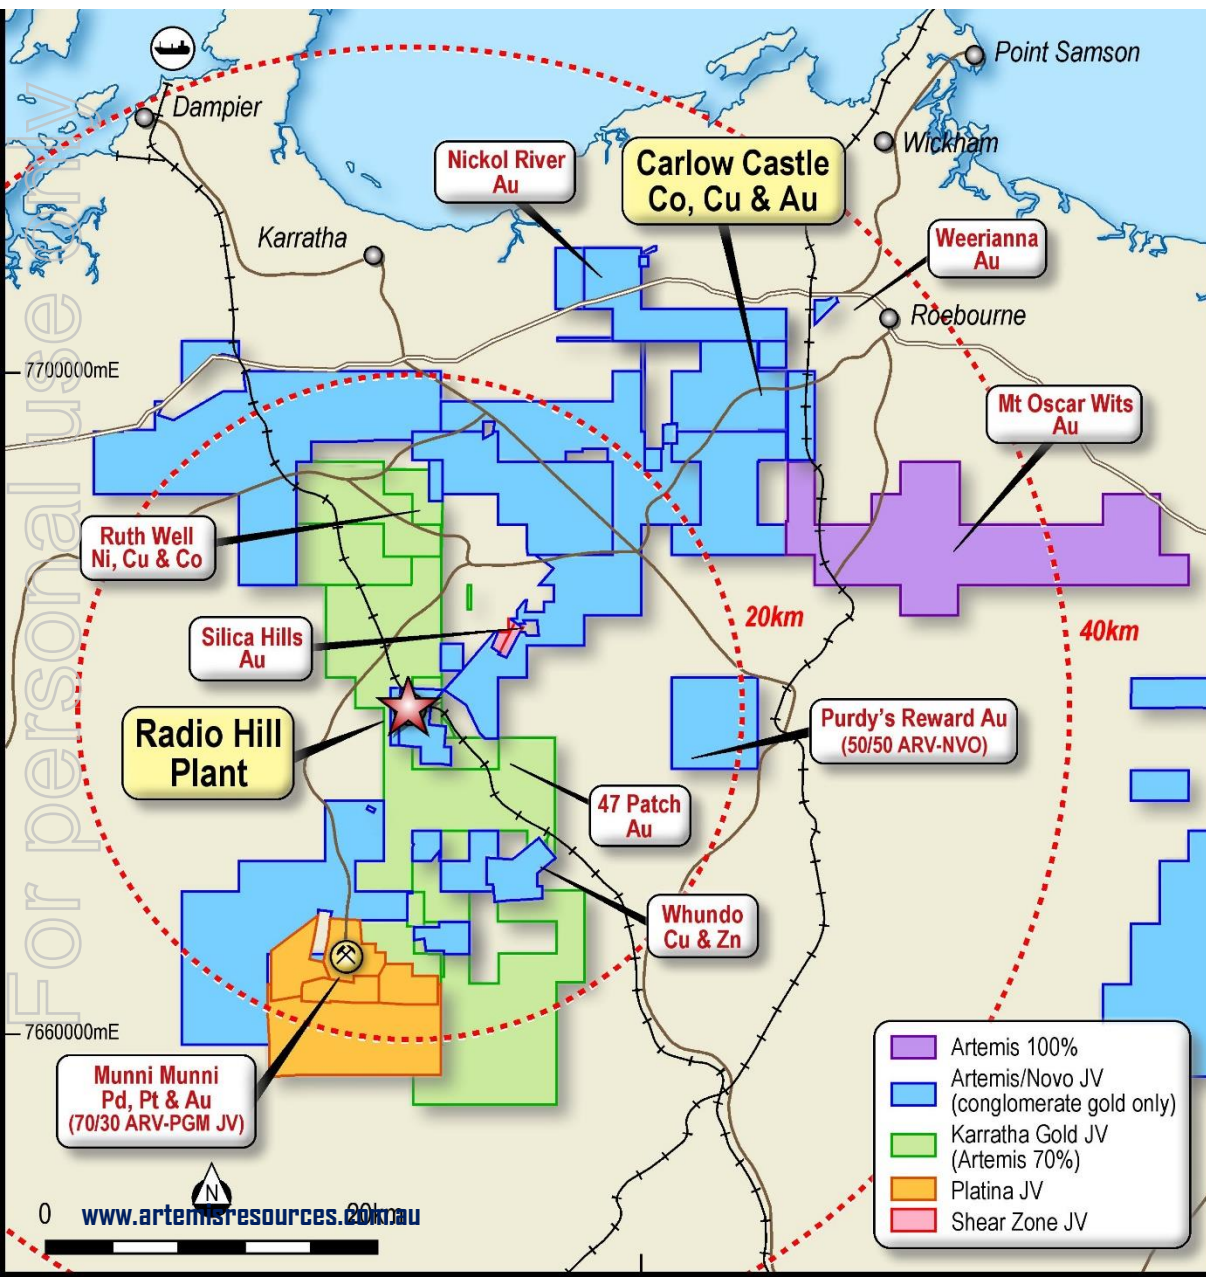 For personal use only
Point Samson
Dampier
Wickham
Nickol River
Au
Carlow Castle
Co, Cu & Au
Karratha
Weerianna
Au
Roebourne
7700000mE
Mt Oscar Wits
Au
Ruth Well
Ni, Cu & Co
20km
40km
Silica Hills
Au
Radio Hill
Plant
Purdy's Reward Au
(50/50 ARV-NVO)
47 Patch
Au
Whundo
Cu & Zn
7660000mE
Munni Munni
Pd, Pt & Au
(70/30 ARV-PGM JV)
Artemis 100%
Artemis/Novo JV
(conglomerate gold only)
Karratha Gold JV
(Artemis 70%)
Platina JV
Shear Zone JV
N
0 20km
www.artemisresources.com.au